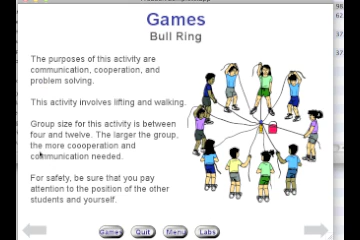 Games
Bull Ring
The purposes of this activity are
communication, cooperation, and
problem solving.
This activity involves lifting and walking.
Group size for this activity is between
four and twelve. The larger the group,
the more coooperation and
communication needed.
For safety, be sure that you pay
attention to the position of the other
students and yourself.
Games Quit Menu Labs